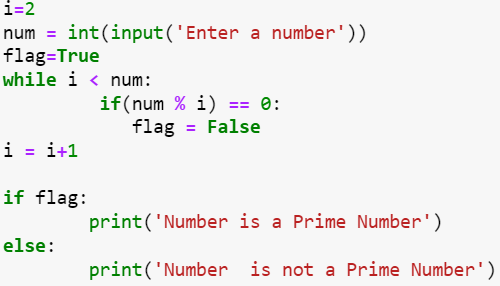 i=2
num = int(input('Enter a number'))
flag=True
while i < num:
        if(num % i) == 0:
           flag = False
i = i+1

if flag:
       print('Number is a Prime Number')
else:
       print('Number  is not a Prime Number')